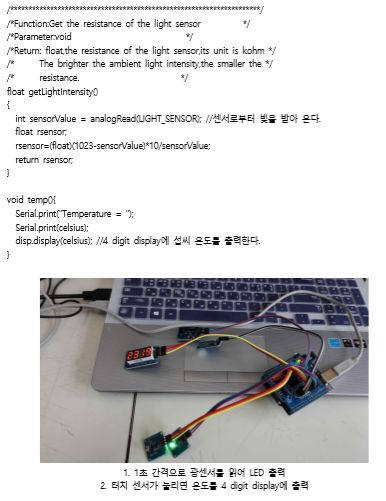 /*********************************************************************/
/*Function:Get the resistance of the light sensor */
/*Parameter:void */
/*Return: float,the resistance of the light sensor,its unit is kohm */
/* The brighter the ambient light intensity,the smaller the */
/* resistance. */
float getLightIntensity()
{
int sensorValue = analogRead(LIGHT_SENSOR); //센서로부터 빛을 받아 온다.
float rsensor;
rsensor=(float)(1023-sensorValue)*10/sensorValue;
return rsensor;
}
void temp(){
Serial.print("Temperature = ");
Serial.print(celsius);
disp.display(celsius); //4 digit display에 섭씨 온도를 출력한다.
}
1. 1초 간격으로 광센서를 읽어 LED 출력
2. 터치 센서가 눌리면 온도를 4 digit display에 출력